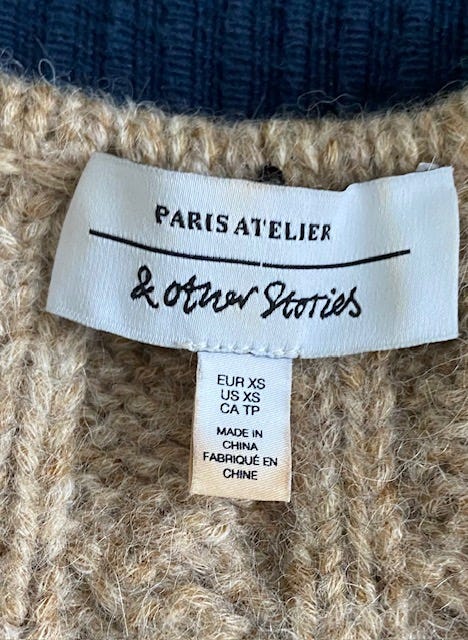 PARIS ATELIER
& other Stories
EUR XS
US XS
CA TP
MADE IN
CHINA
FABRIQUÉ EN
CHINE